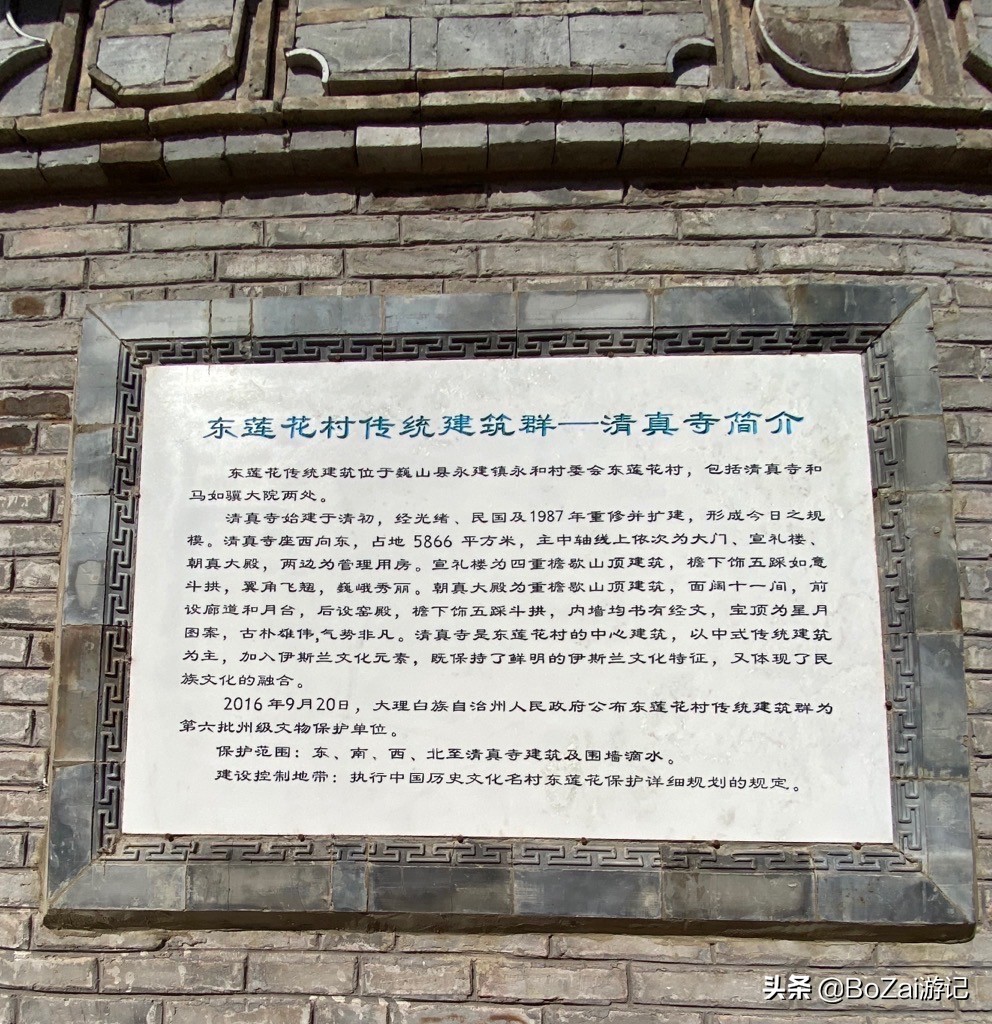 东莲花村传统建筑群—清真寺简介
东莲花传统建筑位于巍山县永建镇永和村委会东莲花村，包括清真寺和
马如骥大院两处。
清真寺始建于清初，经光绪、民国及1987年重修并扩建，形成今日之规
模。清真寺座西向东，占地 5866 平方米，主中轴线上依次为大门、宣礼楼、
朝真大殿，两边为管理用房。宣礼楼为四重檐歇山顶建筑，檐下饰五踩如意
斗拱，翼角飞翘，巍峨秀丽。朝真大殿为重檐歇山顶建筑，面阔十一间，前
设廊道和月台，后设窑殿，檐下饰五踩斗拱，内墙均书有经文，宝顶为星月
图案，古朴雄伟,气势非凡。清真寺是东莲花村的中心建筑，以中式传统建筑
为主，加入伊斯兰文化元素，既保持了鲜明的伊斯兰文化特征，又体现了民
族文化的融合。
2016年9月20日，大理白族自治州人民政府公布东莲花村传统建筑群为
第六批州级文物保护单位。
保护范围：东、南、西、北至清真寺建筑及围墙滴水。
建设控制地带：执行中国历史文化名村东莲花保护详细规划的规定。
头条 @BoZai游记